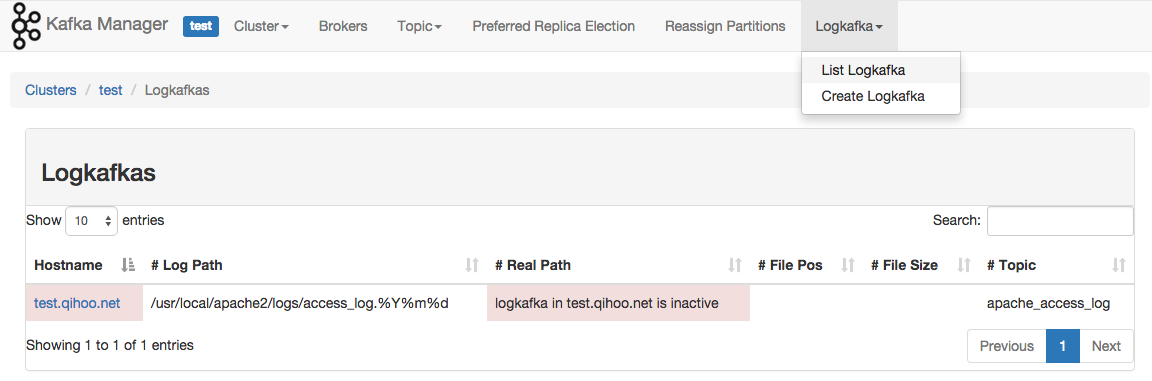 Kafka Manager test Cluster Brokers Topic Preferred Replica Election Reassign Partitions Logkafka
List Logkafka
Create Logkafka
Clusters / test / Logkafkas
Logkafkas
Show 10 entries Search:
Hostname # Log Path # Real Path # File Pos # File Size # Topic
test.qihoo.net /usr/local/apache2/logs/access_log.%Y%m%d logkafka in test.qihoo.net is inactive apache_access_log
Showing 1 to 1 of 1 entries Previous 1 Next